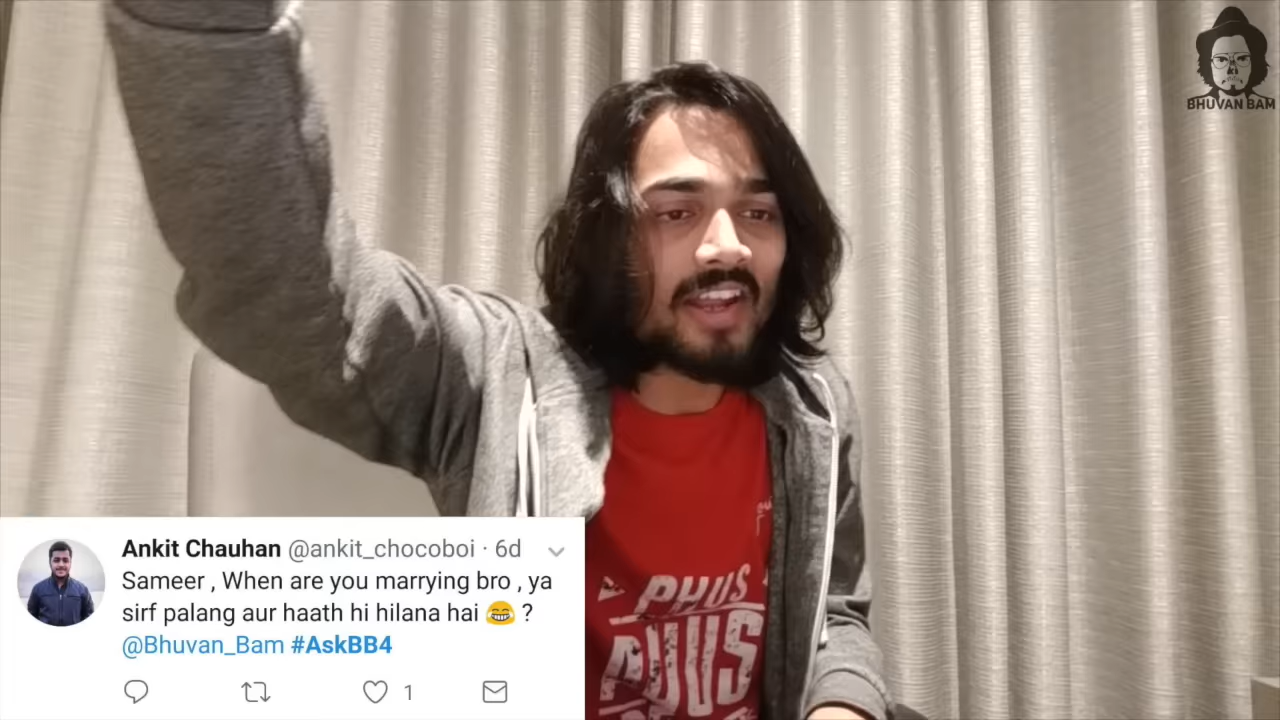 BHUVAN BAM
Ankit Chauhan @ankit_chocoboi · 6d
Sameer , When are you marrying bro , ya
sirf palang aur haath hi hilana hai 😂 ?
@Bhuvan_Bam #AskBB4
1
PHUS